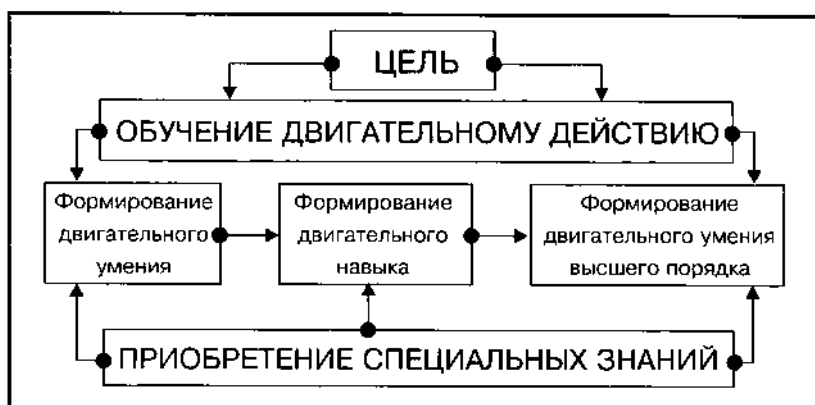 ЦЕЛЬ
ОБУЧЕНИЕ ДВИГАТЕЛЬНОМУ ДЕЙСТВИЮ
Формирование
двигательного
умения
Формирование
двигательного
навыка
Формирование
двигательного умения
высшего порядка
ПРИОБРЕТЕНИЕ СПЕЦИАЛЬНЫХ ЗНАНИЙ